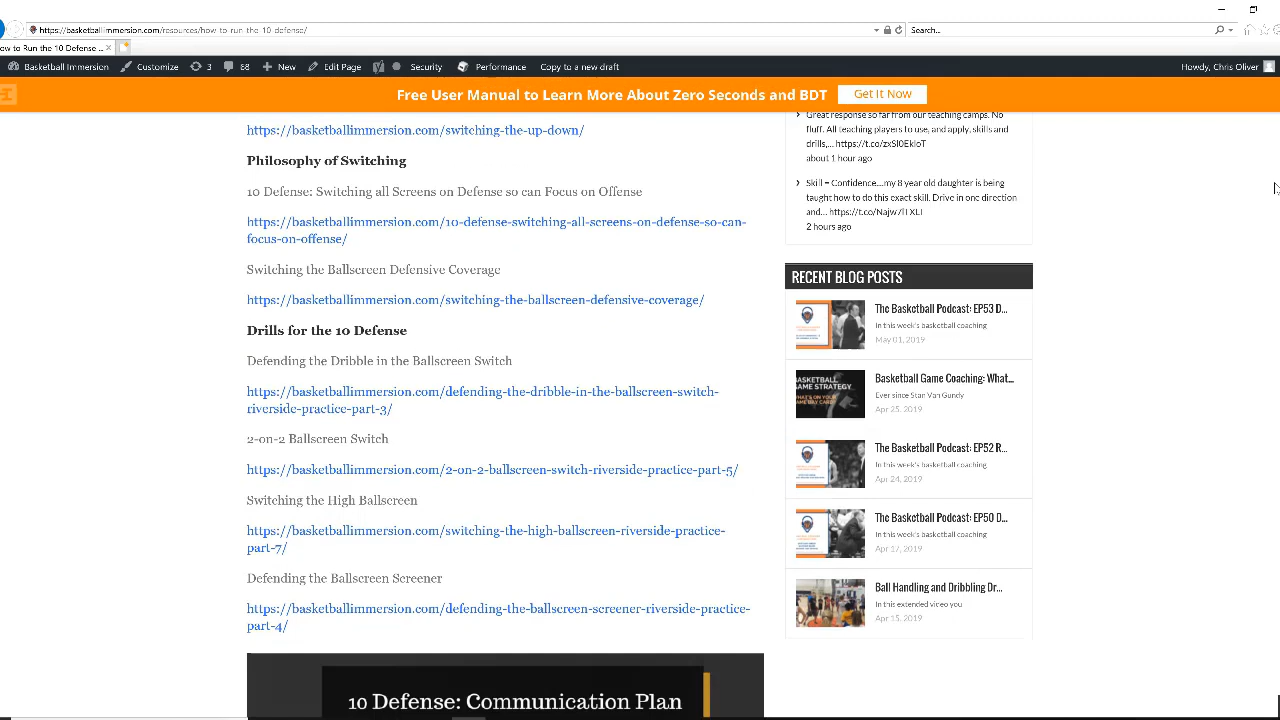 https://basketballimmersion.com/resources/how-to-run-the-10-defense/
Search...
ow to Run the 10 Defense ...
Basketball Immersion
Customize
3
68
New
Edit Page
Security
Performance
Copy to a new draft
Howdy, Chris Oliver
Free User Manual to Learn More About Zero Seconds and BDT
Get It Now
https://basketballimmersion.com/switching-the-up-down/
Philosophy of Switching
10 Defense: Switching all Screens on Defense so can Focus on Offense
https://basketballimmersion.com/10-defense-switching-all-screens-on-defense-so-can-
focus-on-offense/
Switching the Ballscreen Defensive Coverage
https://basketballimmersion.com/switching-the-ballscreen-defensive-coverage/
Drills for the 10 Defense
Defending the Dribble in the Ballscreen Switch
https://basketballimmersion.com/defending-the-dribble-in-the-ballscreen-switch-
riverside-practice-part-3/
2-on-2 Ballscreen Switch
https://basketballimmersion.com/2-on-2-ballscreen-switch-riverside-practice-part-5/
Switching the High Ballscreen
https://basketballimmersion.com/switching-the-high-ballscreen-riverside-practice-
part-7/
Defending the Ballscreen Screener
https://basketballimmersion.com/defending-the-ballscreen-screener-riverside-practice-
part-4/
10 Defense: Communication Plan
Great response so far from our teaching camps. No
fluff. All teaching players to use, and apply, skills and
drills,...
about 1 hour ago
Skill = Confidence....my 8 year old daughter is being
taught how to do this exact skill. Drive in one direction
and...
2 hours ago
RECENT BLOG POSTS
The Basketball Podcast: EP53 D...
In this week's basketball coaching
May 01, 2019
BASKETBALL
AME STRATEGY
Basketball Game Coaching: What...
Ever since Stan Van Gundy
Apr 25, 2019
The Basketball Podcast: EP52 R...
In this week's basketball coaching
Apr 24, 2019
The Basketball Podcast: EP50 D...
In this week's basketball coaching
Apr 17, 2019
Ball Handling and Dribbling Dr...
In this extended video you
Apr 15, 2019